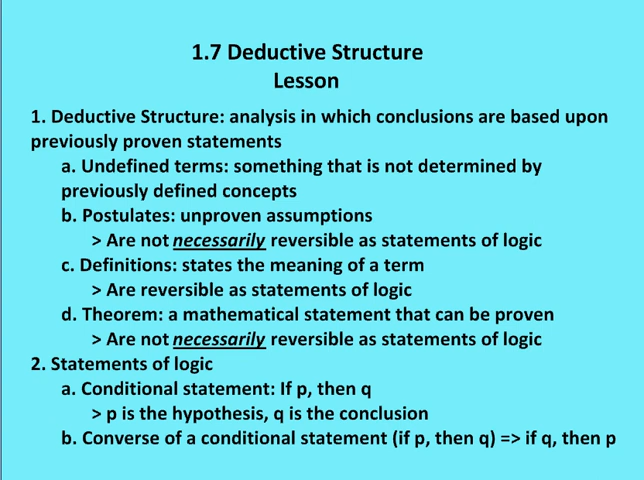 1.7 Deductive Structure
Lesson
1. Deductive Structure: analysis in which conclusions are based upon
previously proven statements
a. Undefined terms: something that is not determined by
previously defined concepts
b. Postulates: unproven assumptions
> Are not necessarily reversible as statements of logic
c. Definitions: states the meaning of a term
> Are reversible as statements of logic
d. Theorem: a mathematical statement that can be proven
> Are not necessarily reversible as statements of logic
2. Statements of logic
a. Conditional statement: If p, then q
> p is the hypothesis, q is the conclusion
b. Converse of a conditional statement (if p, then q) => if q, then p